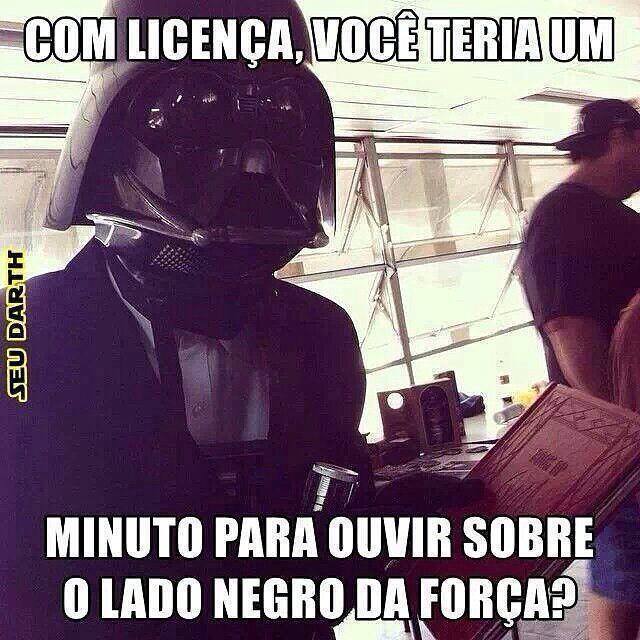 COM LICENÇA, VOCÊ TERIA UM
SEU DARTH
MINUTO PARA OUVIR SOBRE
O LADO NEGRO DA FORÇA?